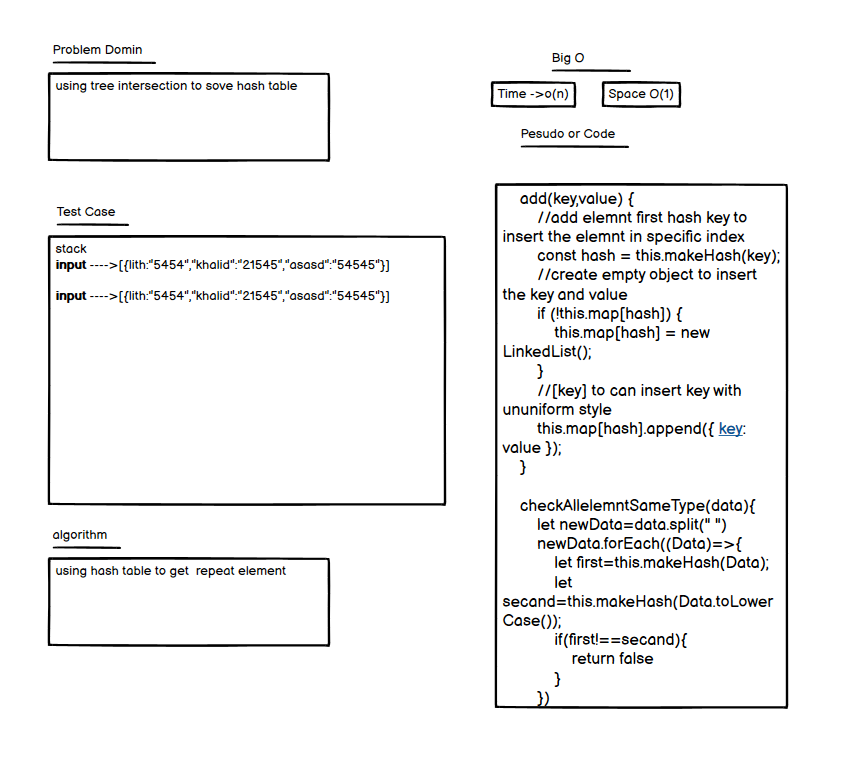 Problem Domin
using tree intersection to sove hash table
Test Case
stack
input ---->[{lith:"5454","khalid":"21545","asasd":"54545"}]
input ---->[{lith:"5454","khalid":"21545","asasd":"54545"}]
algorithm
using hash table to get repeat element
Big O
Time ->o(n)
Space O(1)
Pesudo or Code
add(key,value) {
//add elemnt first hash key to
insert the elemnt in specific index
const hash = this.makeHash(key);
//create empty object to insert
the key and value
if (!this.map[hash]) {
this.map[hash] = new
LinkedList();
}
//[key] to can insert key with
ununiform style
this.map[hash].append({ key:
value });
}
checkAllelemntSameType(data){
let newData=data.split(" ")
newData.forEach((Data)=>{
let first=this.makeHash(Data);
let
secand=this.makeHash(Data.toLower
Case());
if(first!==secand){
return false
}
})